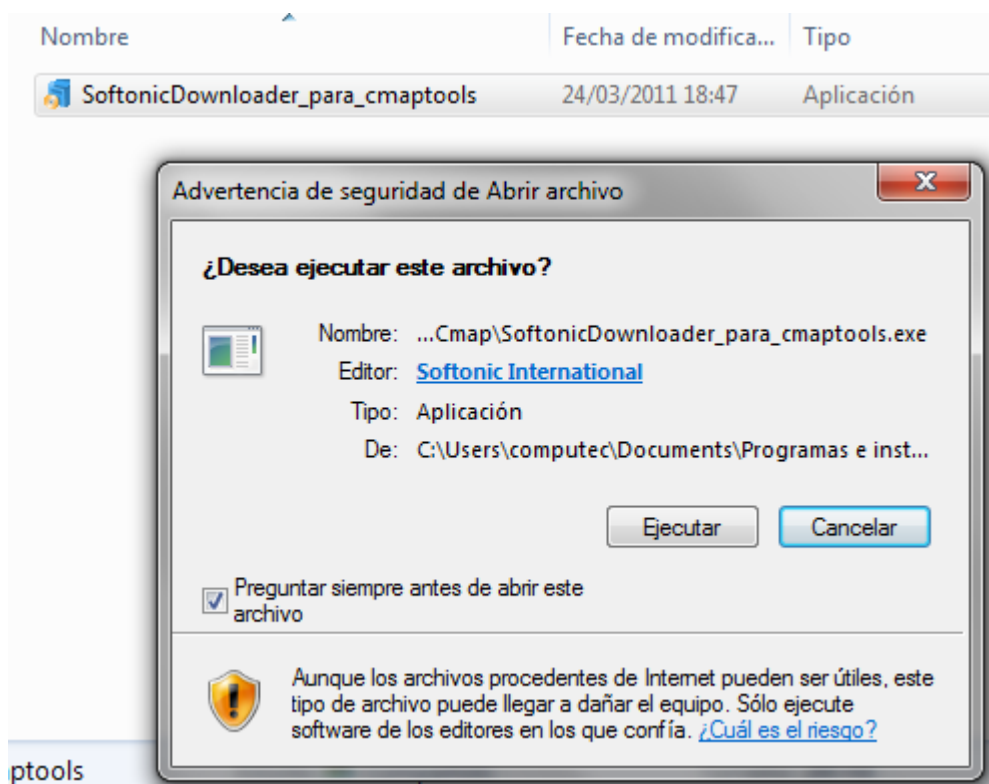 Nombre Fecha de modifica... Tipo
SoftonicDownloader_para_cmaptools 24/03/2011 18:47 Aplicación
Advertencia de seguridad de Abrir archivo
¿Desea ejecutar este archivo?
Nombre: ...Cmap\SoftonicDownloader_para_cmaptools.exe
Editor: Softonic International
Tipo: Aplicación
De: C:\Users\computec\Documents\Programas e inst...
Ejecutar Cancelar
Preguntar siempre antes de abrir este
archivo
Aunque los archivos procedentes de Internet pueden ser útiles, este
tipo de archivo puede llegar a dañar el equipo. Sólo ejecute
software de los editores en los que confía. ¿Cuál es el riesgo?
ptools